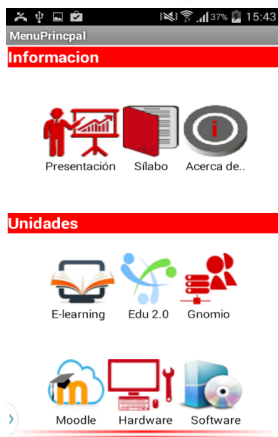 37% 15:43
MenuPrincpal
Informacion
Presentación Sílabo Acerca de..
Unidades
E-learning Edu 2.0 Gnomio
Moodle Hardware Software